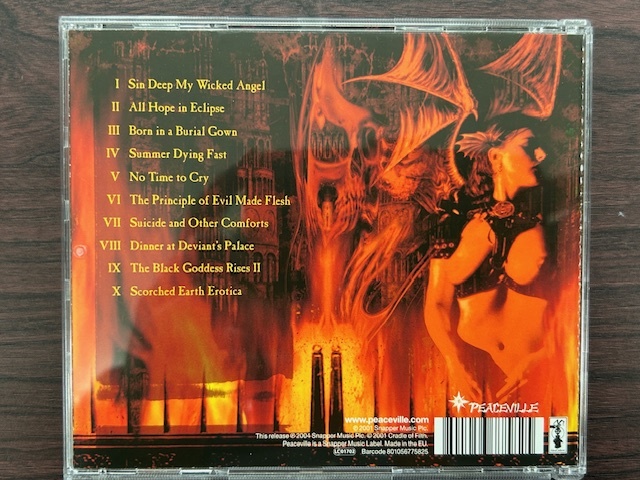 I Sin Deep My Wicked Angel
II All Hope in Eclipse
III Born in a Burial Gown
IV Summer Dying Fast
V No Time to Cry
VI The Principle of Evil Made Flesh
VII Suicide and Other Comforts
VIII Dinner at Deviant's Palace
IX The Black Goddess Rises II
X Scorched Earth Erotica
PEACEVILLE
www.peaceville.com
© 2001 Snapper Music Plc.
This release ℗ 2004 Snapper Music Plc. © 2001 Cradle of Filth.
Peaceville is a Snapper Music Label. Made in the EU.
LC01703 Barcode 801056775825